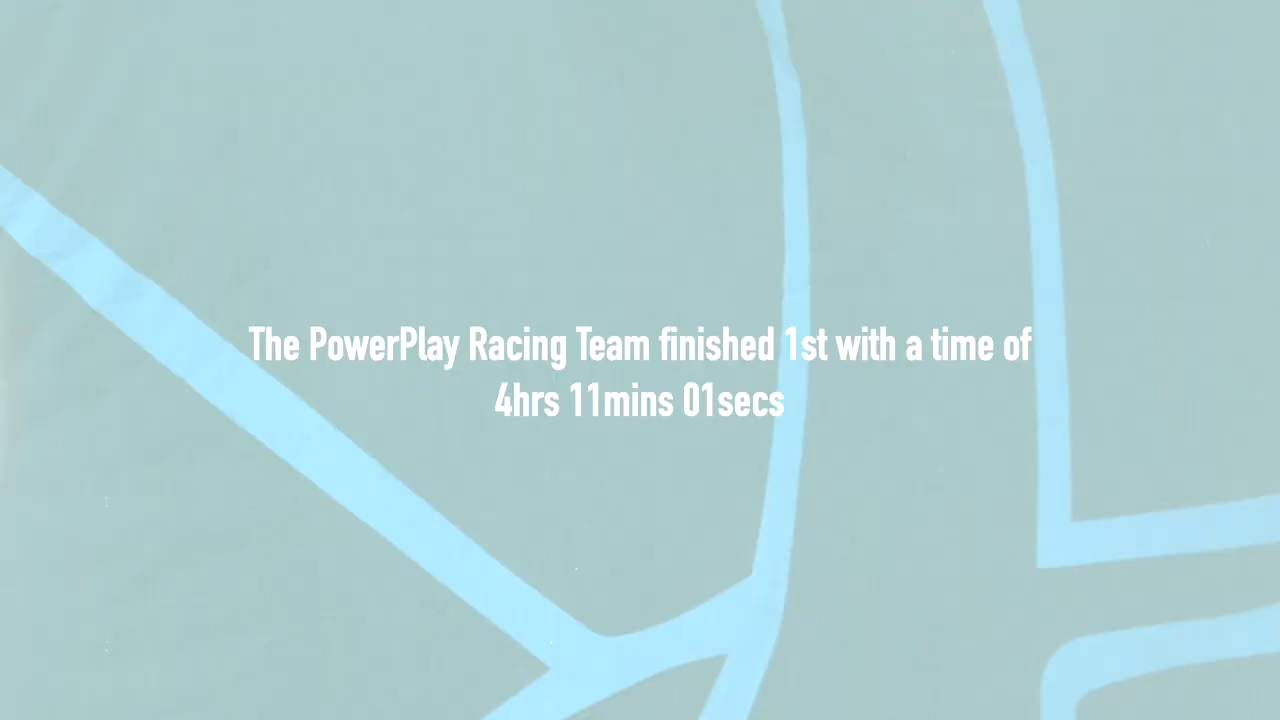 The PowerPlay Racing Team finished 1st with a time of
4hrs 11mins 01secs